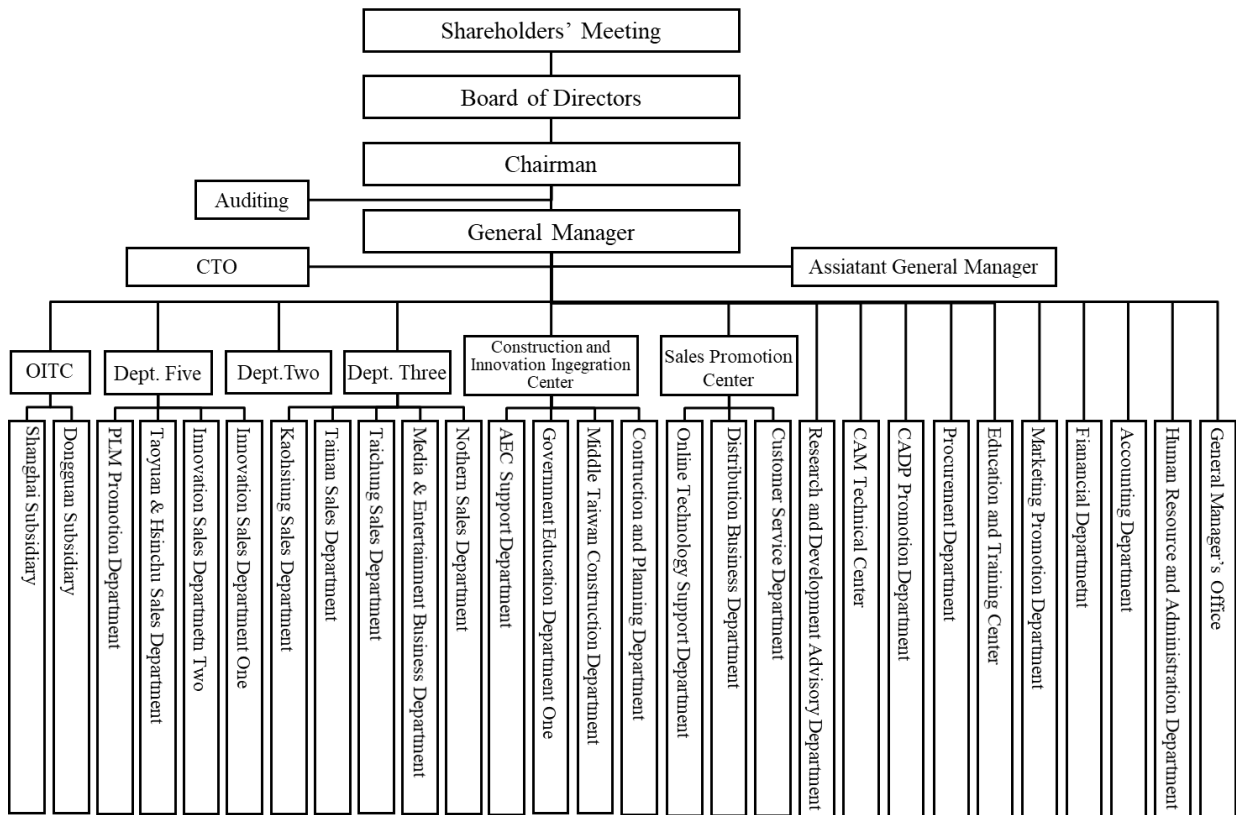 Shareholders’ Meeting
Board of Directors
Chairman
Auditing
General Manager
CTO
Assiatant General Manager
OITC
Dept. Five
Dept.Two
Dept. Three
Construction and
Innovation Ingegration
Center
Sales Promotion
Center
Shanghai Subsidiary
Dongguan Subsidiary
PLM Promotion Department
Taoyuan & Hsinchu Sales Department
Innovation Sales Departmetn Two
Innovation Sales Department One
Kaohsiung Sales Department
Tainan Sales Department
Taichung Sales Department
Media & Entertainment Business Department
Nothern Sales Department
AEC Support Department
Government Education Department One
Middle Taiwan Construction Department
Contruction and Planning Department
Online Technology Support Department
Distribution Business Department
Customer Service Department
Research and Development Advisory Department
CAM Technical Center
CADP Promotion Department
Procurement Department
Education and Training Center
Marketing Promotion Department
Fianancial Departmetnt
Accounting Department
Human Resource and Administration Department
General Manager’s Office